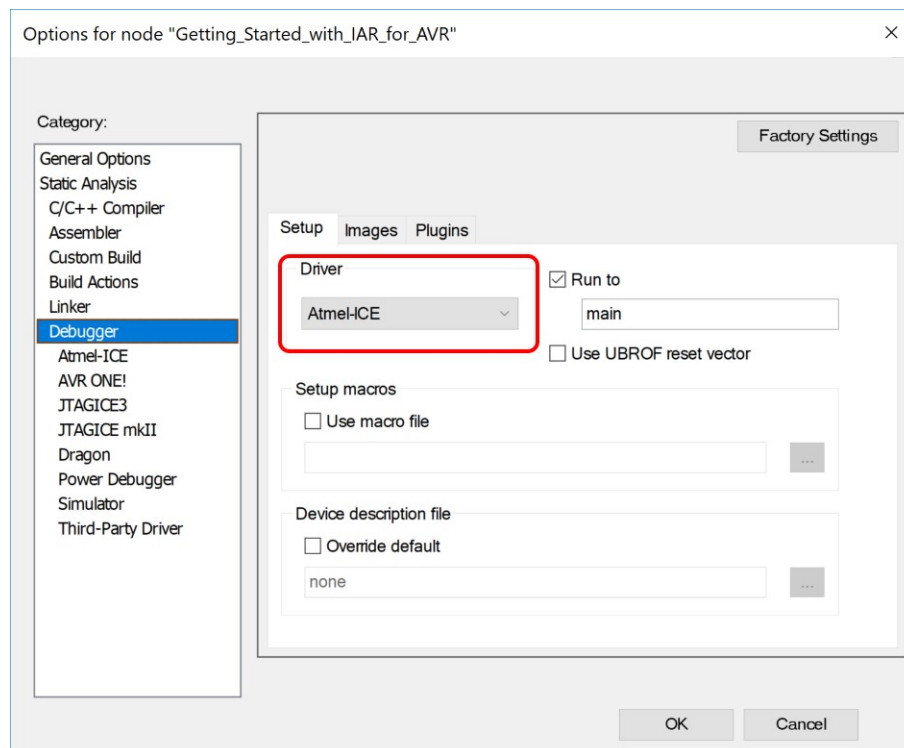 Options for node "Getting_Started_with_IAR_for_AVR"
Category:
Factory Settings
General Options
Static Analysis
C/C++ Compiler
Assembler
Custom Build
Build Actions
Linker
Debugger
Atmel-ICE
AVR ONE!
JTAGICE3
JTAGICE mkII
Dragon
Power Debugger
Simulator
Third-Party Driver
Setup Images Plugins
Driver
Atmel-ICE
Run to
main
Use UBROF reset vector
Setup macros
Use macro file
...
Device description file
Override default
none
...
OK Cancel